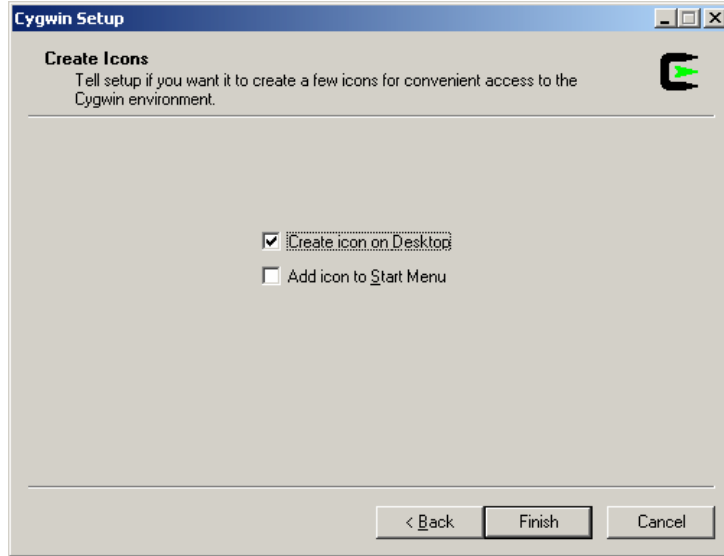 Cygwin Setup
Create Icons
Tell setup if you want it to create a few icons for convenient access to the
Cygwin environment.
Create icon on Desktop
Add icon to Start Menu
< Back
Finish
Cancel